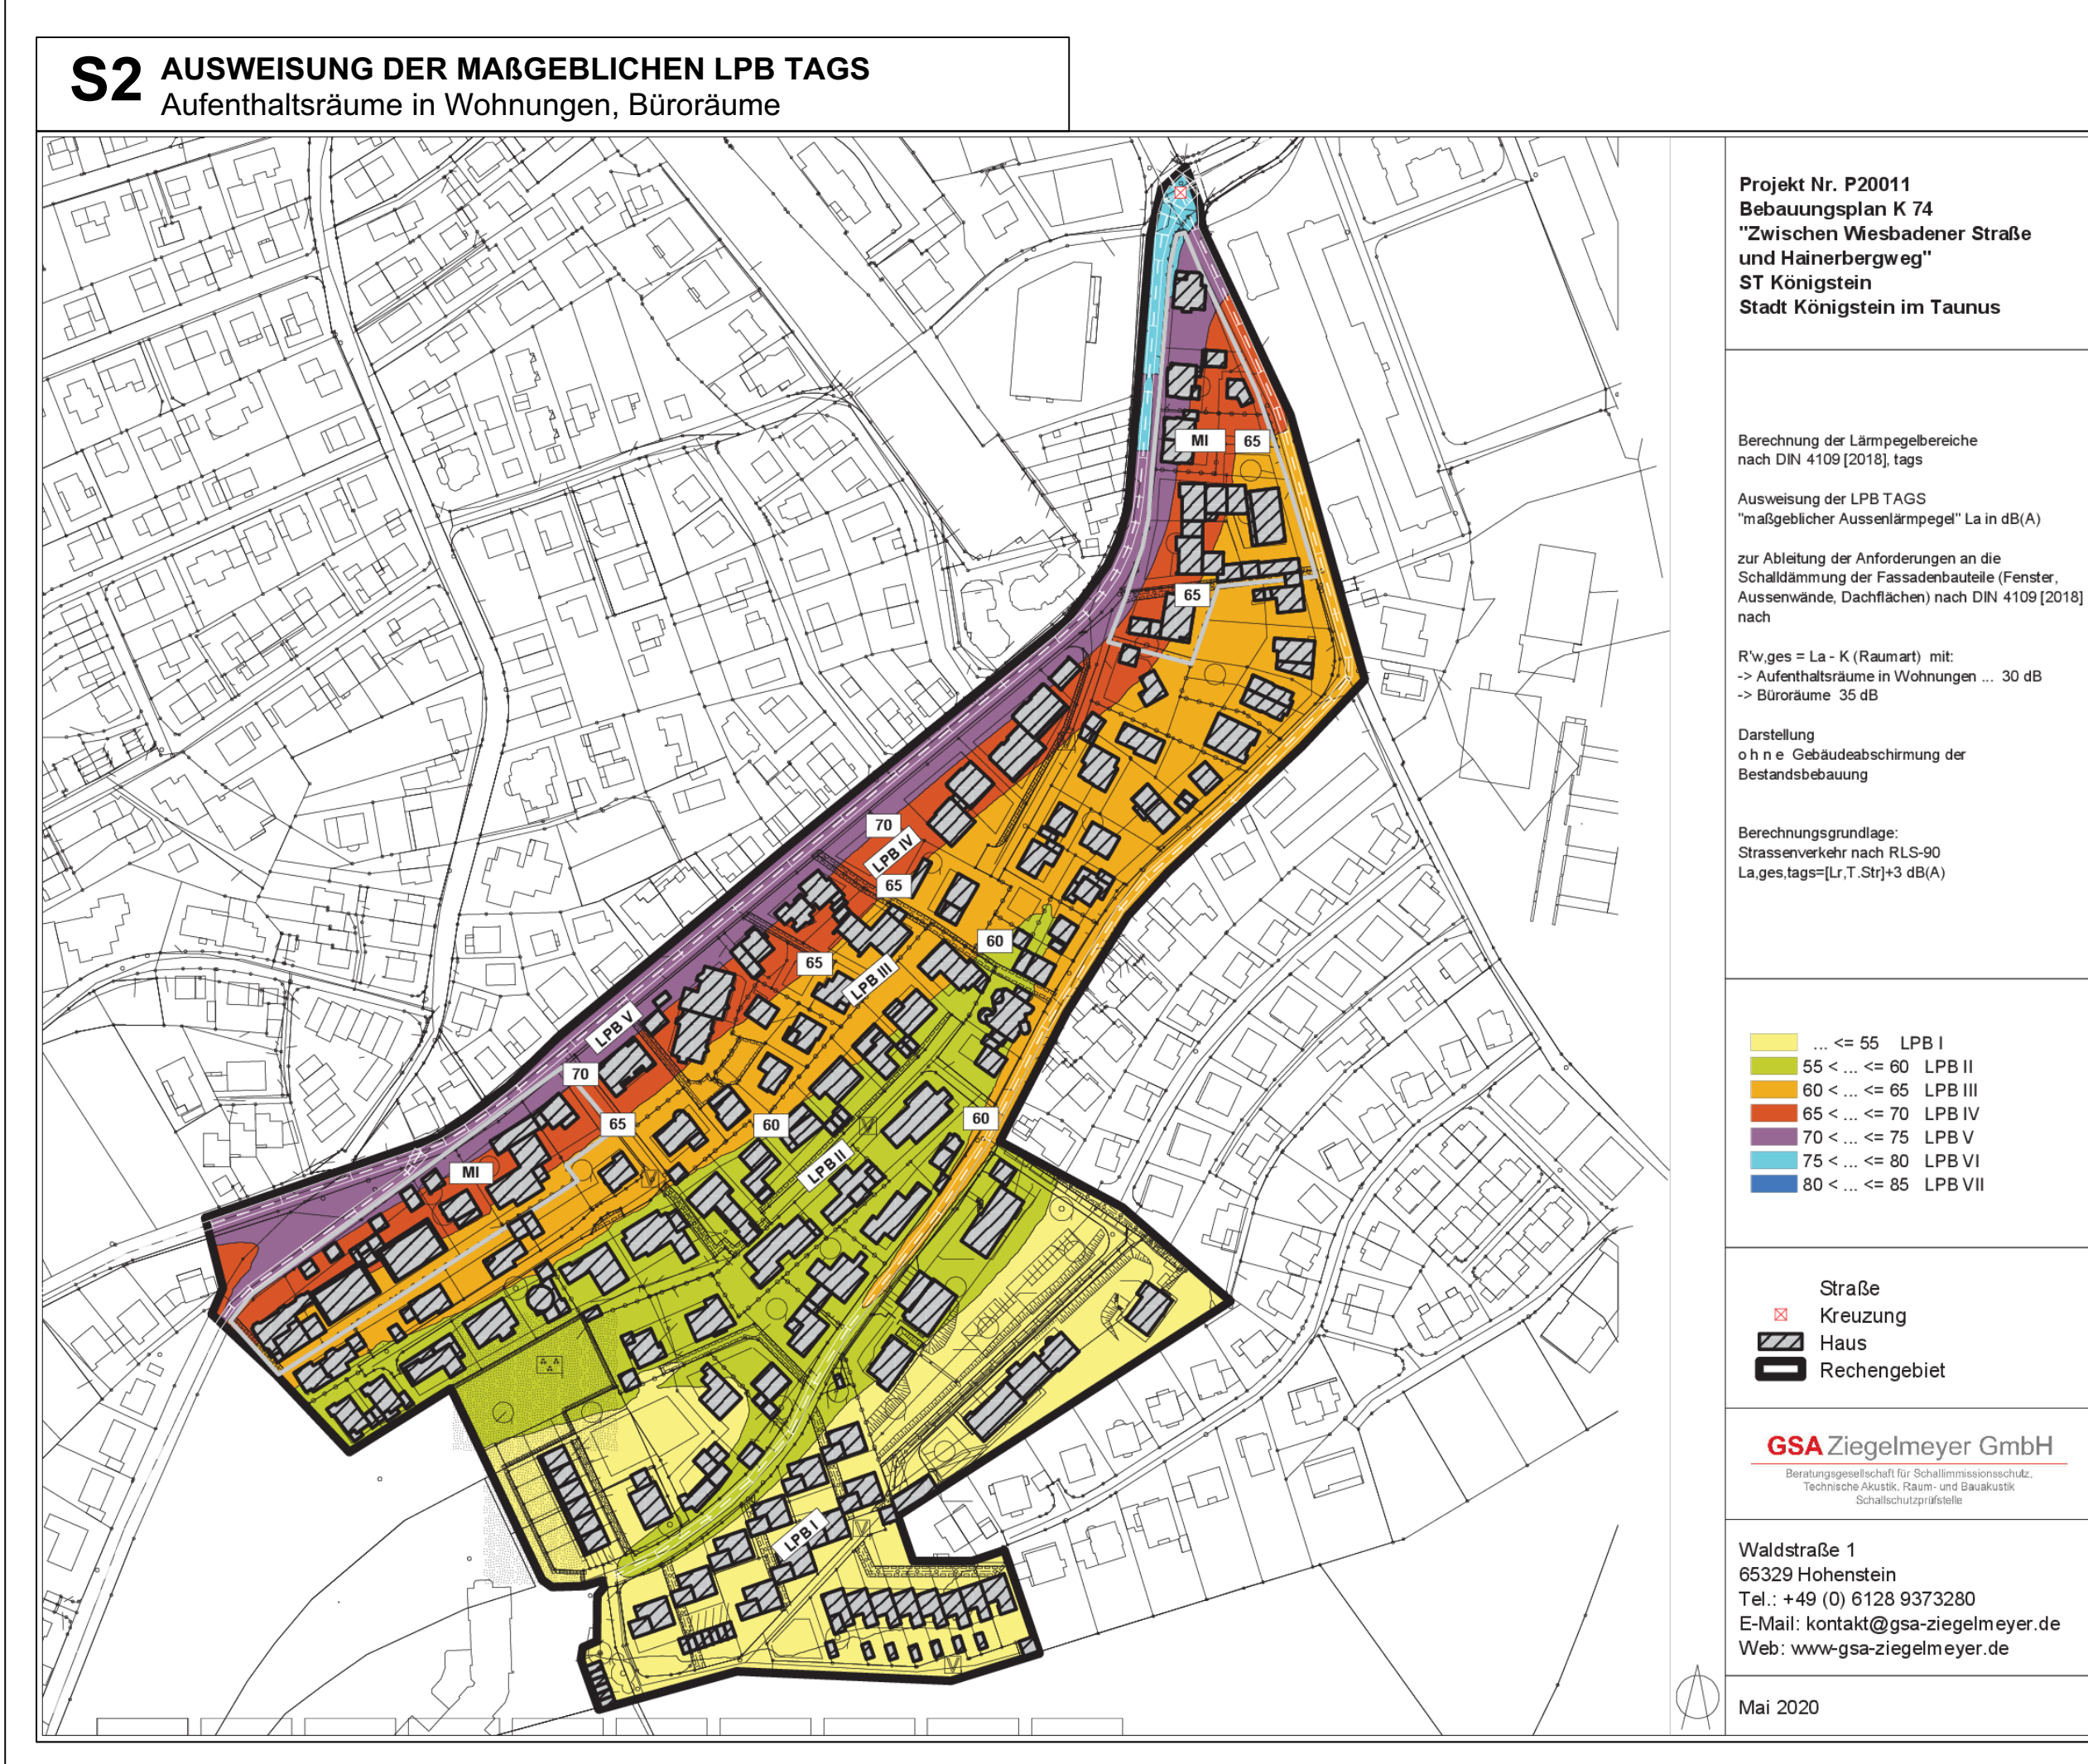 S2 AUSWEISUNG DER MAßGEBLICHEN LPB TAGS
Aufenthaltsräume in Wohnungen, Büroräume
Projekt Nr. P20011
Bebauungsplan K 74
"Zwischen Wiesbadener Straße
und Hainerbergweg"
ST Königstein
Stadt Königstein im Taunus
Berechnung der Lärmpegelbereiche
nach DIN 4109 [2018], tags
Ausweisung der LPB TAGS
"maßgeblicher Aussenlärmpegel" La in dB(A)
zur Ableitung der Anforderungen an die
Schalldämmung der Fassadenbauteile (Fenster,
Aussenwände, Dachflächen) nach DIN 4109 [2018]
nach
R'w,ges = La - K (Raumart) mit:
-> Aufenthaltsräume in Wohnungen ... 30 dB
-> Büroräume 35 dB
Darstellung
o h n e Gebäudeabschirmung der
Bestandsbebauung
Berechnungsgrundlage:
Strassenverkehr nach RLS-90
La,ges,tags=[Lr,T.Str]+3 dB(A)
... <= 55 LPB I
55 < ... <= 60 LPB II
60 < ... <= 65 LPB III
65 < ... <= 70 LPB IV
70 < ... <= 75 LPB V
75 < ... <= 80 LPB VI
80 < ... <= 85 LPB VII
Straße
Kreuzung
Haus
Rechengebiet
GSA Ziegelmeyer GmbH
Beratungsgesellschaft für Schallimmissionsschutz,
Technische Akustik, Raum- und Bauakustik
Schallschutzprüfstelle
Waldstraße 1
65329 Hohenstein
Tel.: +49 (0) 6128 9373280
E-Mail: kontakt@gsa-ziegelmeyer.de
Web: www-gsa-ziegelmeyer.de
Mai 2020
MI 65
65
70
LPB IV
65
60
65
LPB III
LPB V
70
65
60
60
MI
LPB II
LPB I